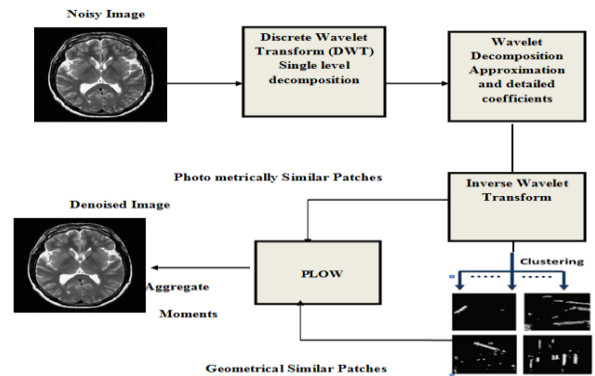 Noisy Image
Discrete Wavelet
Transform (DWT)
Single level
decomposition
Wavelet
Decomposition
Approximation
and detailed
coefficients
Photo metrically Similar Patches
Inverse Wavelet
Transform
Denoised Image
PLOW
Clustering
Aggregate
Moments
Geometrical Similar Patches